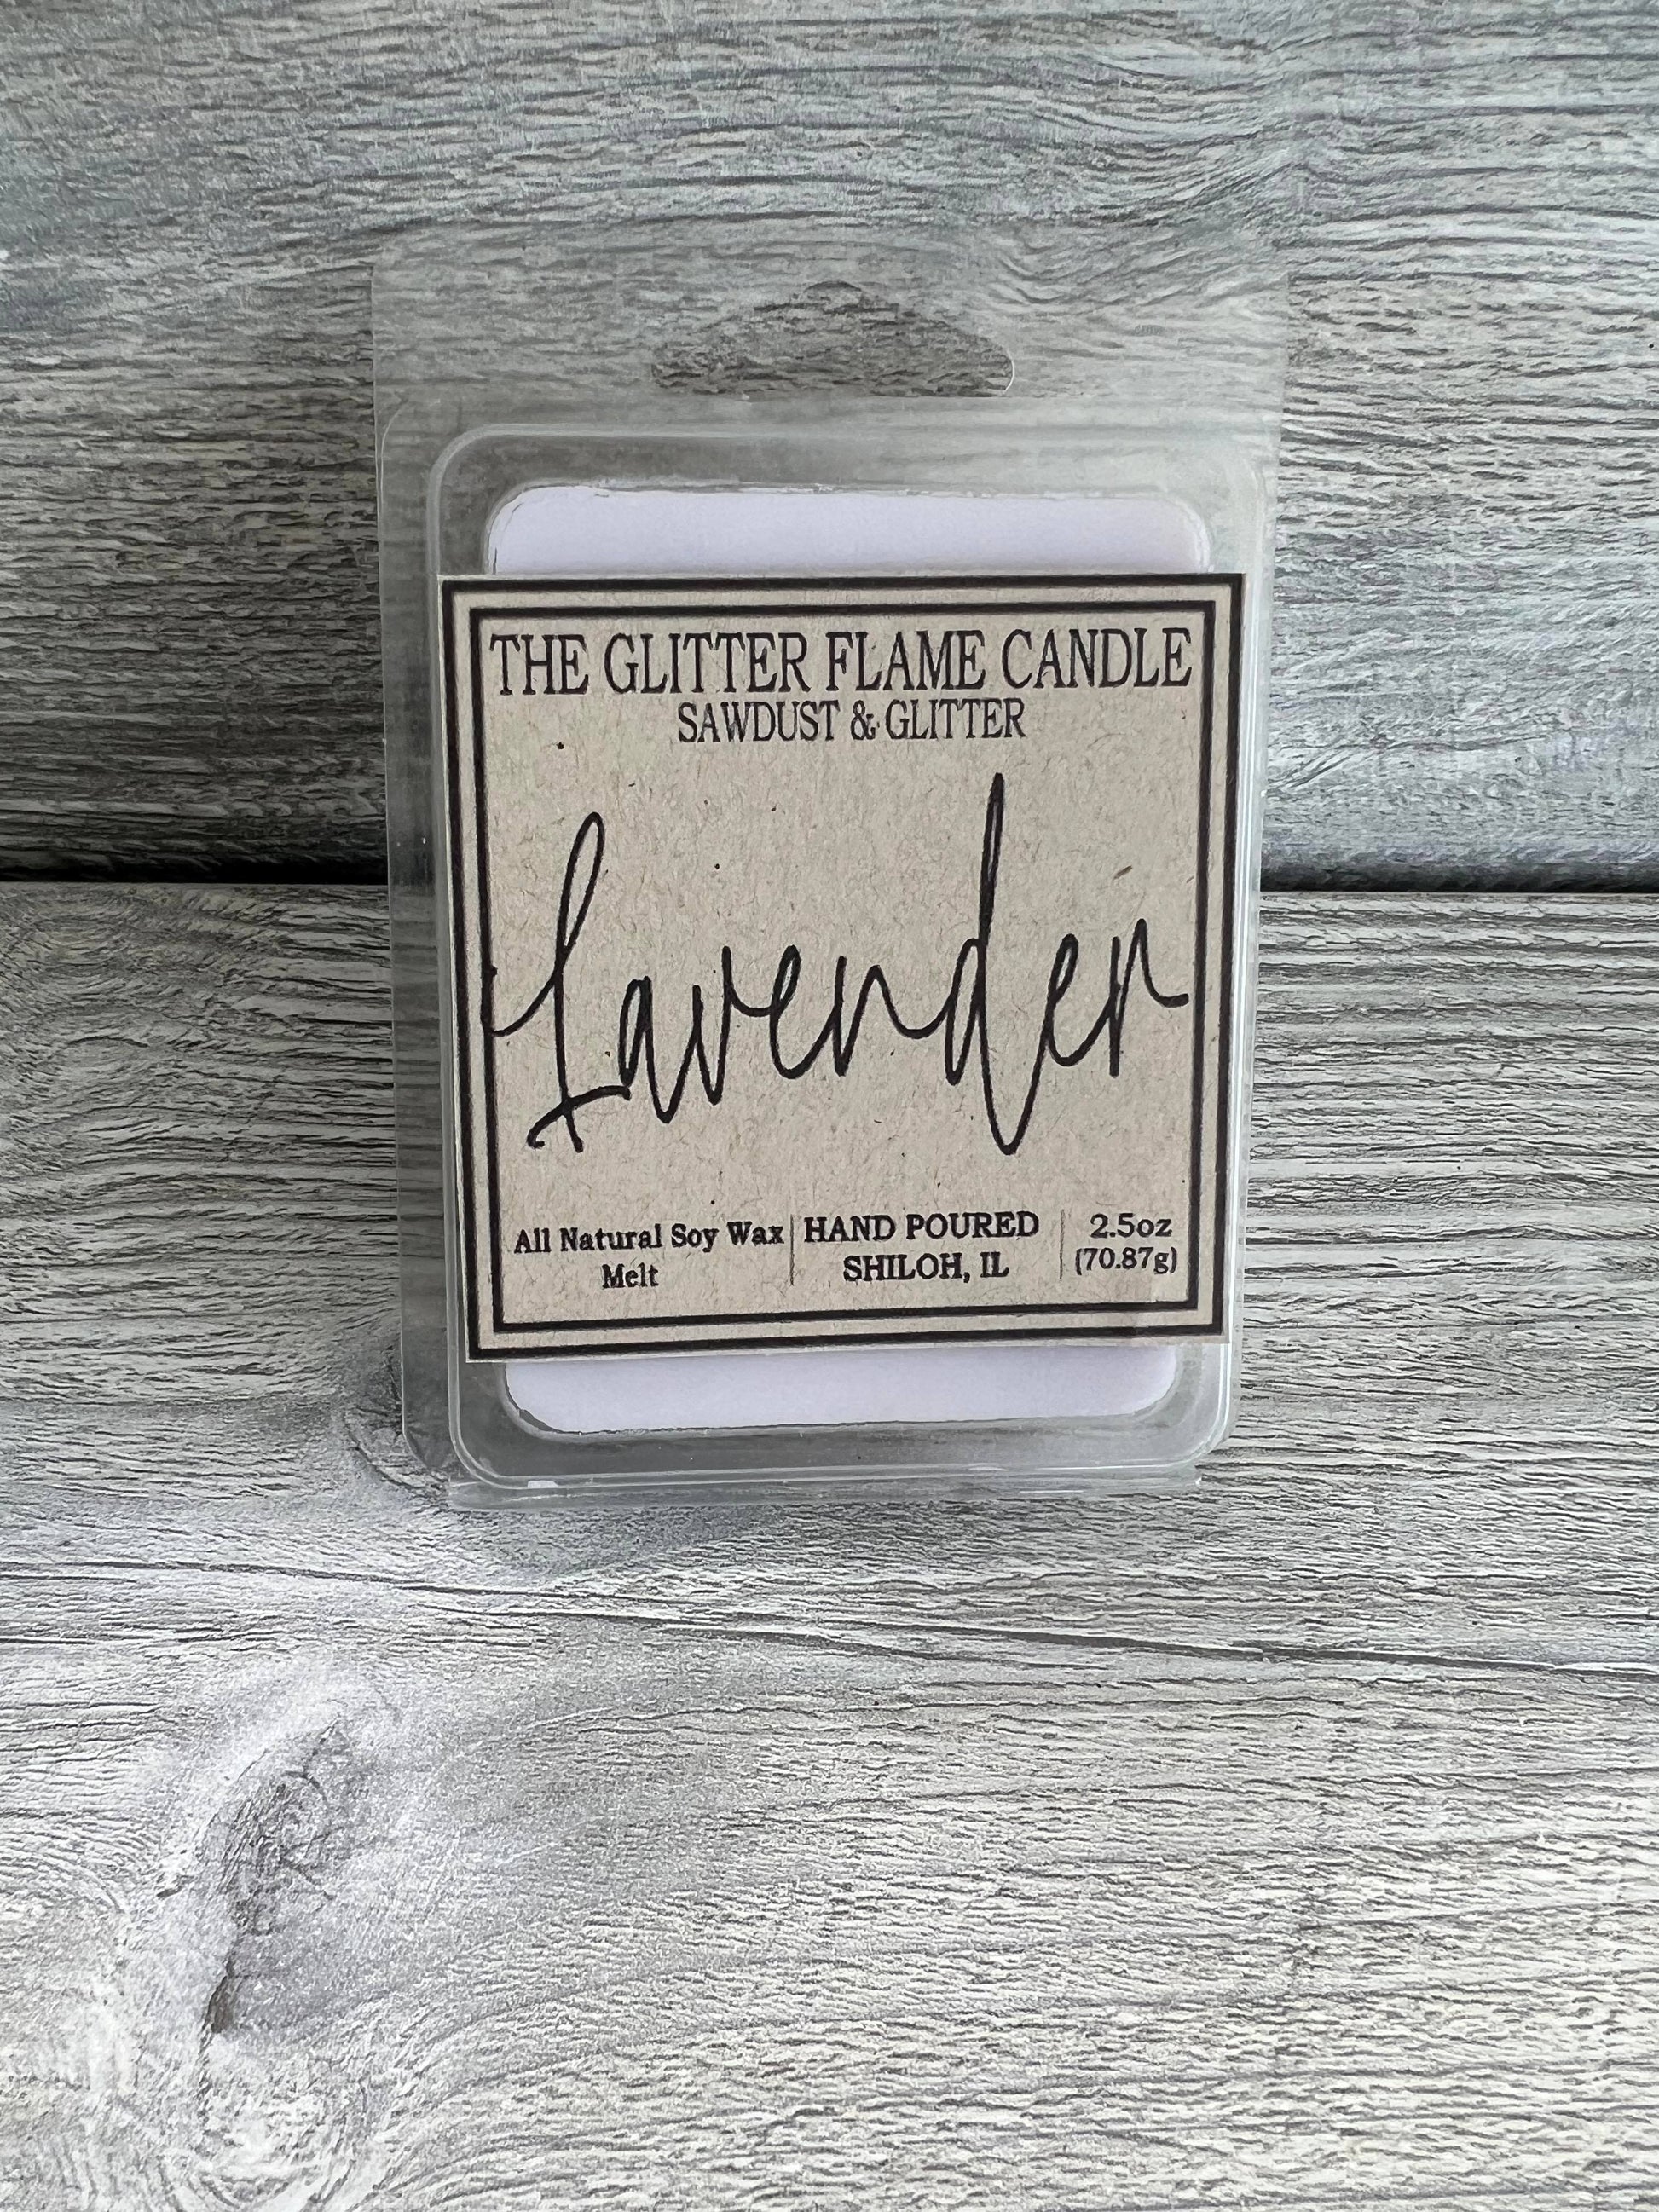 THE GLITTER FLAME CANDLE
SAWDUST & GLITTER
Lavender
All Natural Soy Wax
Melt
HAND POURED
SHILOH, IL
2.5oz
(70.87g)